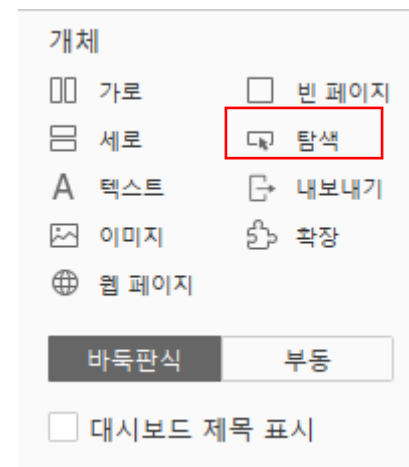 개체
가로 빈 페이지
세로 탐색
텍스트 내보내기
이미지 확장
웹 페이지
바둑판식 부동
대시보드 제목 표시